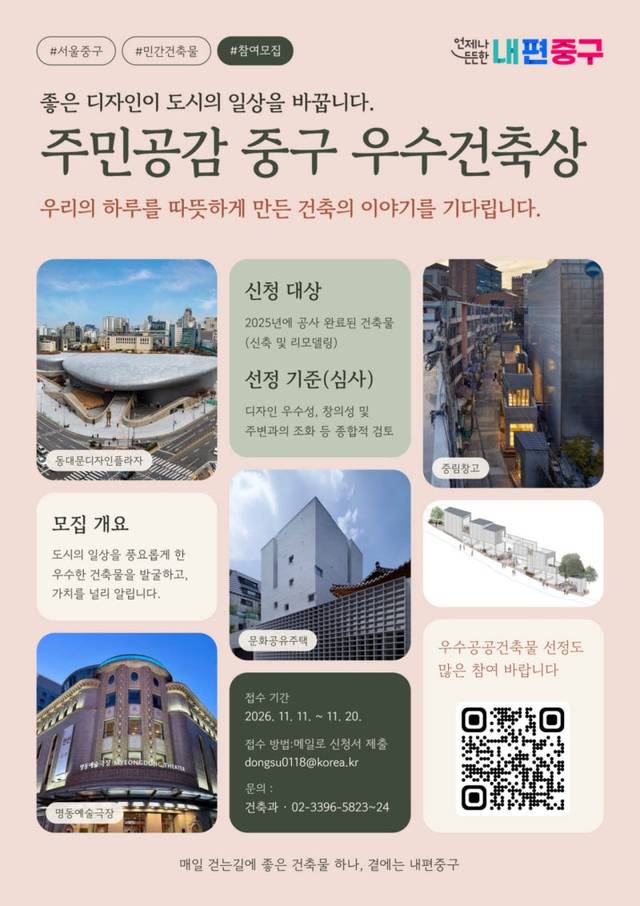 #서울중구
#민간건축물
#참여모집
언제나
든든한
내편중구
좋은 디자인이 도시의 일상을 바꿉니다.
주민공감 중구 우수건축상
우리의 하루를 따뜻하게 만든 건축의 이야기를 기다립니다.
동대문디자인플라자
신청 대상
2025년에 공사 완료된 건축물
(신축 및 리모델링)
선정 기준(심사)
디자인 우수성, 창의성 및
주변과의 조화 등 종합적 검토
중림창고
모집 개요
도시의 일상을 풍요롭게 한
우수한 건축물을 발굴하고,
가치를 널리 알립니다.
문화공유주택
명동예술극장 MYEONGDONG THEATER
명동예술극장
접수 기간
2026. 11. 11. ~ 11. 20.
접수 방법:메일로 신청서 제출
dongsu0118@korea.kr
문의 :
건축과 · 02-3396-5823~24
우수공공건축물 선정도
많은 참여 바랍니다
매일 걷는길에 좋은 건축물 하나, 곁에는 내편중구